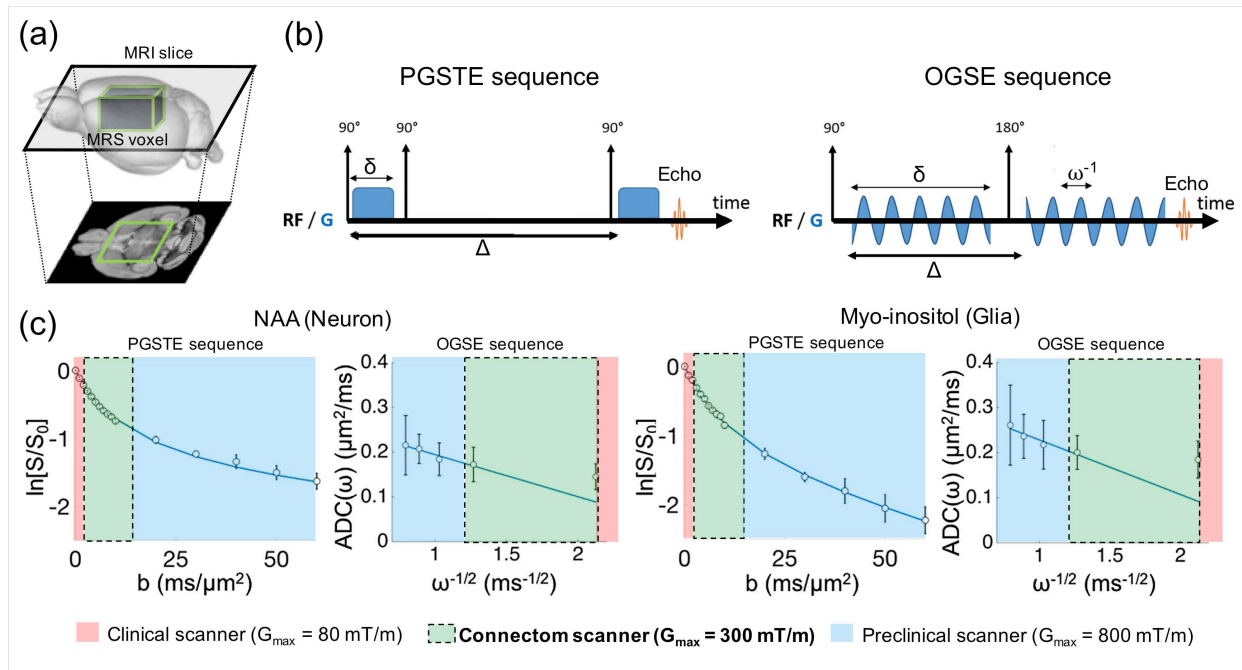 (a)
MRI slice
MRS voxel
(b)
PGSTE sequence
90°
90°
90°
δ
Echo
time
RF / G
Δ
OGSE sequence
90°
180°
δ
ω⁻¹
Echo
time
RF / G
Δ
(c)
NAA (Neuron)
PGSTE sequence
0
-1
-2
ln[S/S₀]
0 25 50
b (ms/μm²)
OGSE sequence
0.4
0.3
0.2
0.1
0
ADC(ω) (μm²/ms)
1 1.5 2
ω⁻¹/² (ms⁻¹/²)
Myo-inositol (Glia)
PGSTE sequence
0
-1
-2
ln[S/S₀]
0 25 50
b (ms/μm²)
OGSE sequence
0.4
0.3
0.2
0.1
0
ADC(ω) (μm²/ms)
1 1.5 2
ω⁻¹/² (ms⁻¹/²)
Clinical scanner (Gmax = 80 mT/m)
Connectom scanner (Gmax = 300 mT/m)
Preclinical scanner (Gmax = 800 mT/m)